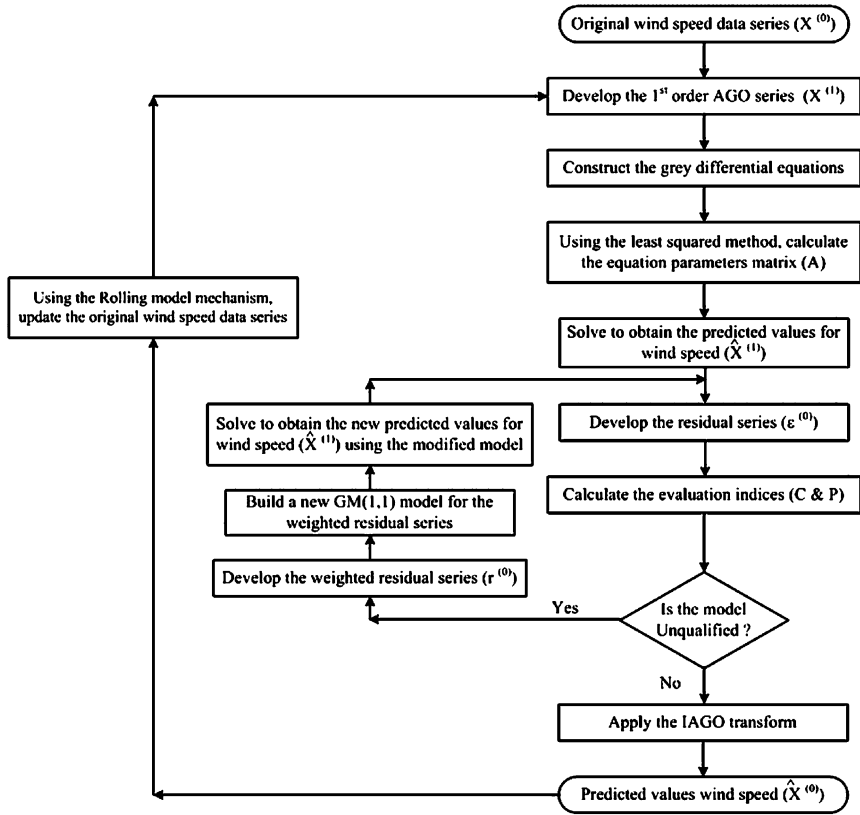 Original wind speed data series (X (0))
Develop the 1st order AGO series (X (1))
Construct the grey differential equations
Using the least squared method, calculate
the equation parameters matrix (A)
Using the Rolling model mechanism,
update the original wind speed data series
Solve to obtain the predicted values for
wind speed (X̂ (1))
Solve to obtain the new predicted values for
wind speed (X̂ (1)) using the modified model
Develop the residual series (ε (0))
Build a new GM(1,1) model for the
weighted residual series
Calculate the evaluation indices (C & P)
Develop the weighted residual series (r (0))
Yes
Is the model
Unqualified ?
No
Apply the IAGO transform
Predicted values wind speed (X̂ (0))